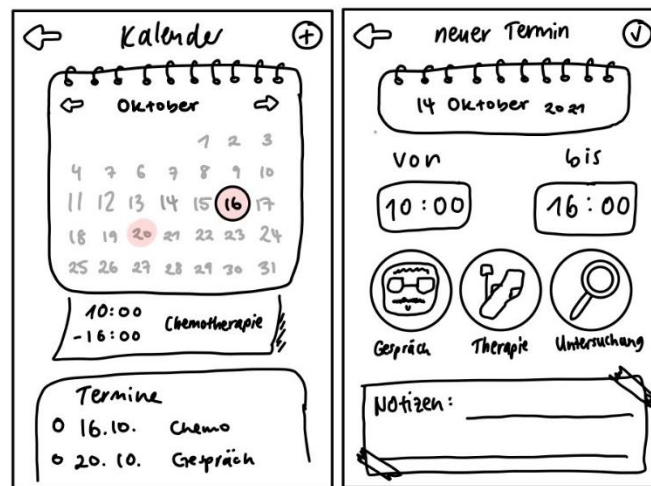 Kalender +
Oktober
1 2 3
4 7 6 7 8 9 10
11 12 13 14 15 16 17
18 19 20 21 22 23 24
25 26 27 28 29 30 31
10:00
-16:00
Chemotherapie
Termine
16.10. Chemo
20.10. Gespräch
neuer Termin
14 Oktober 2021
von bis
10:00 16:00
Gespräch Therapie Untersuchung
Notizen: